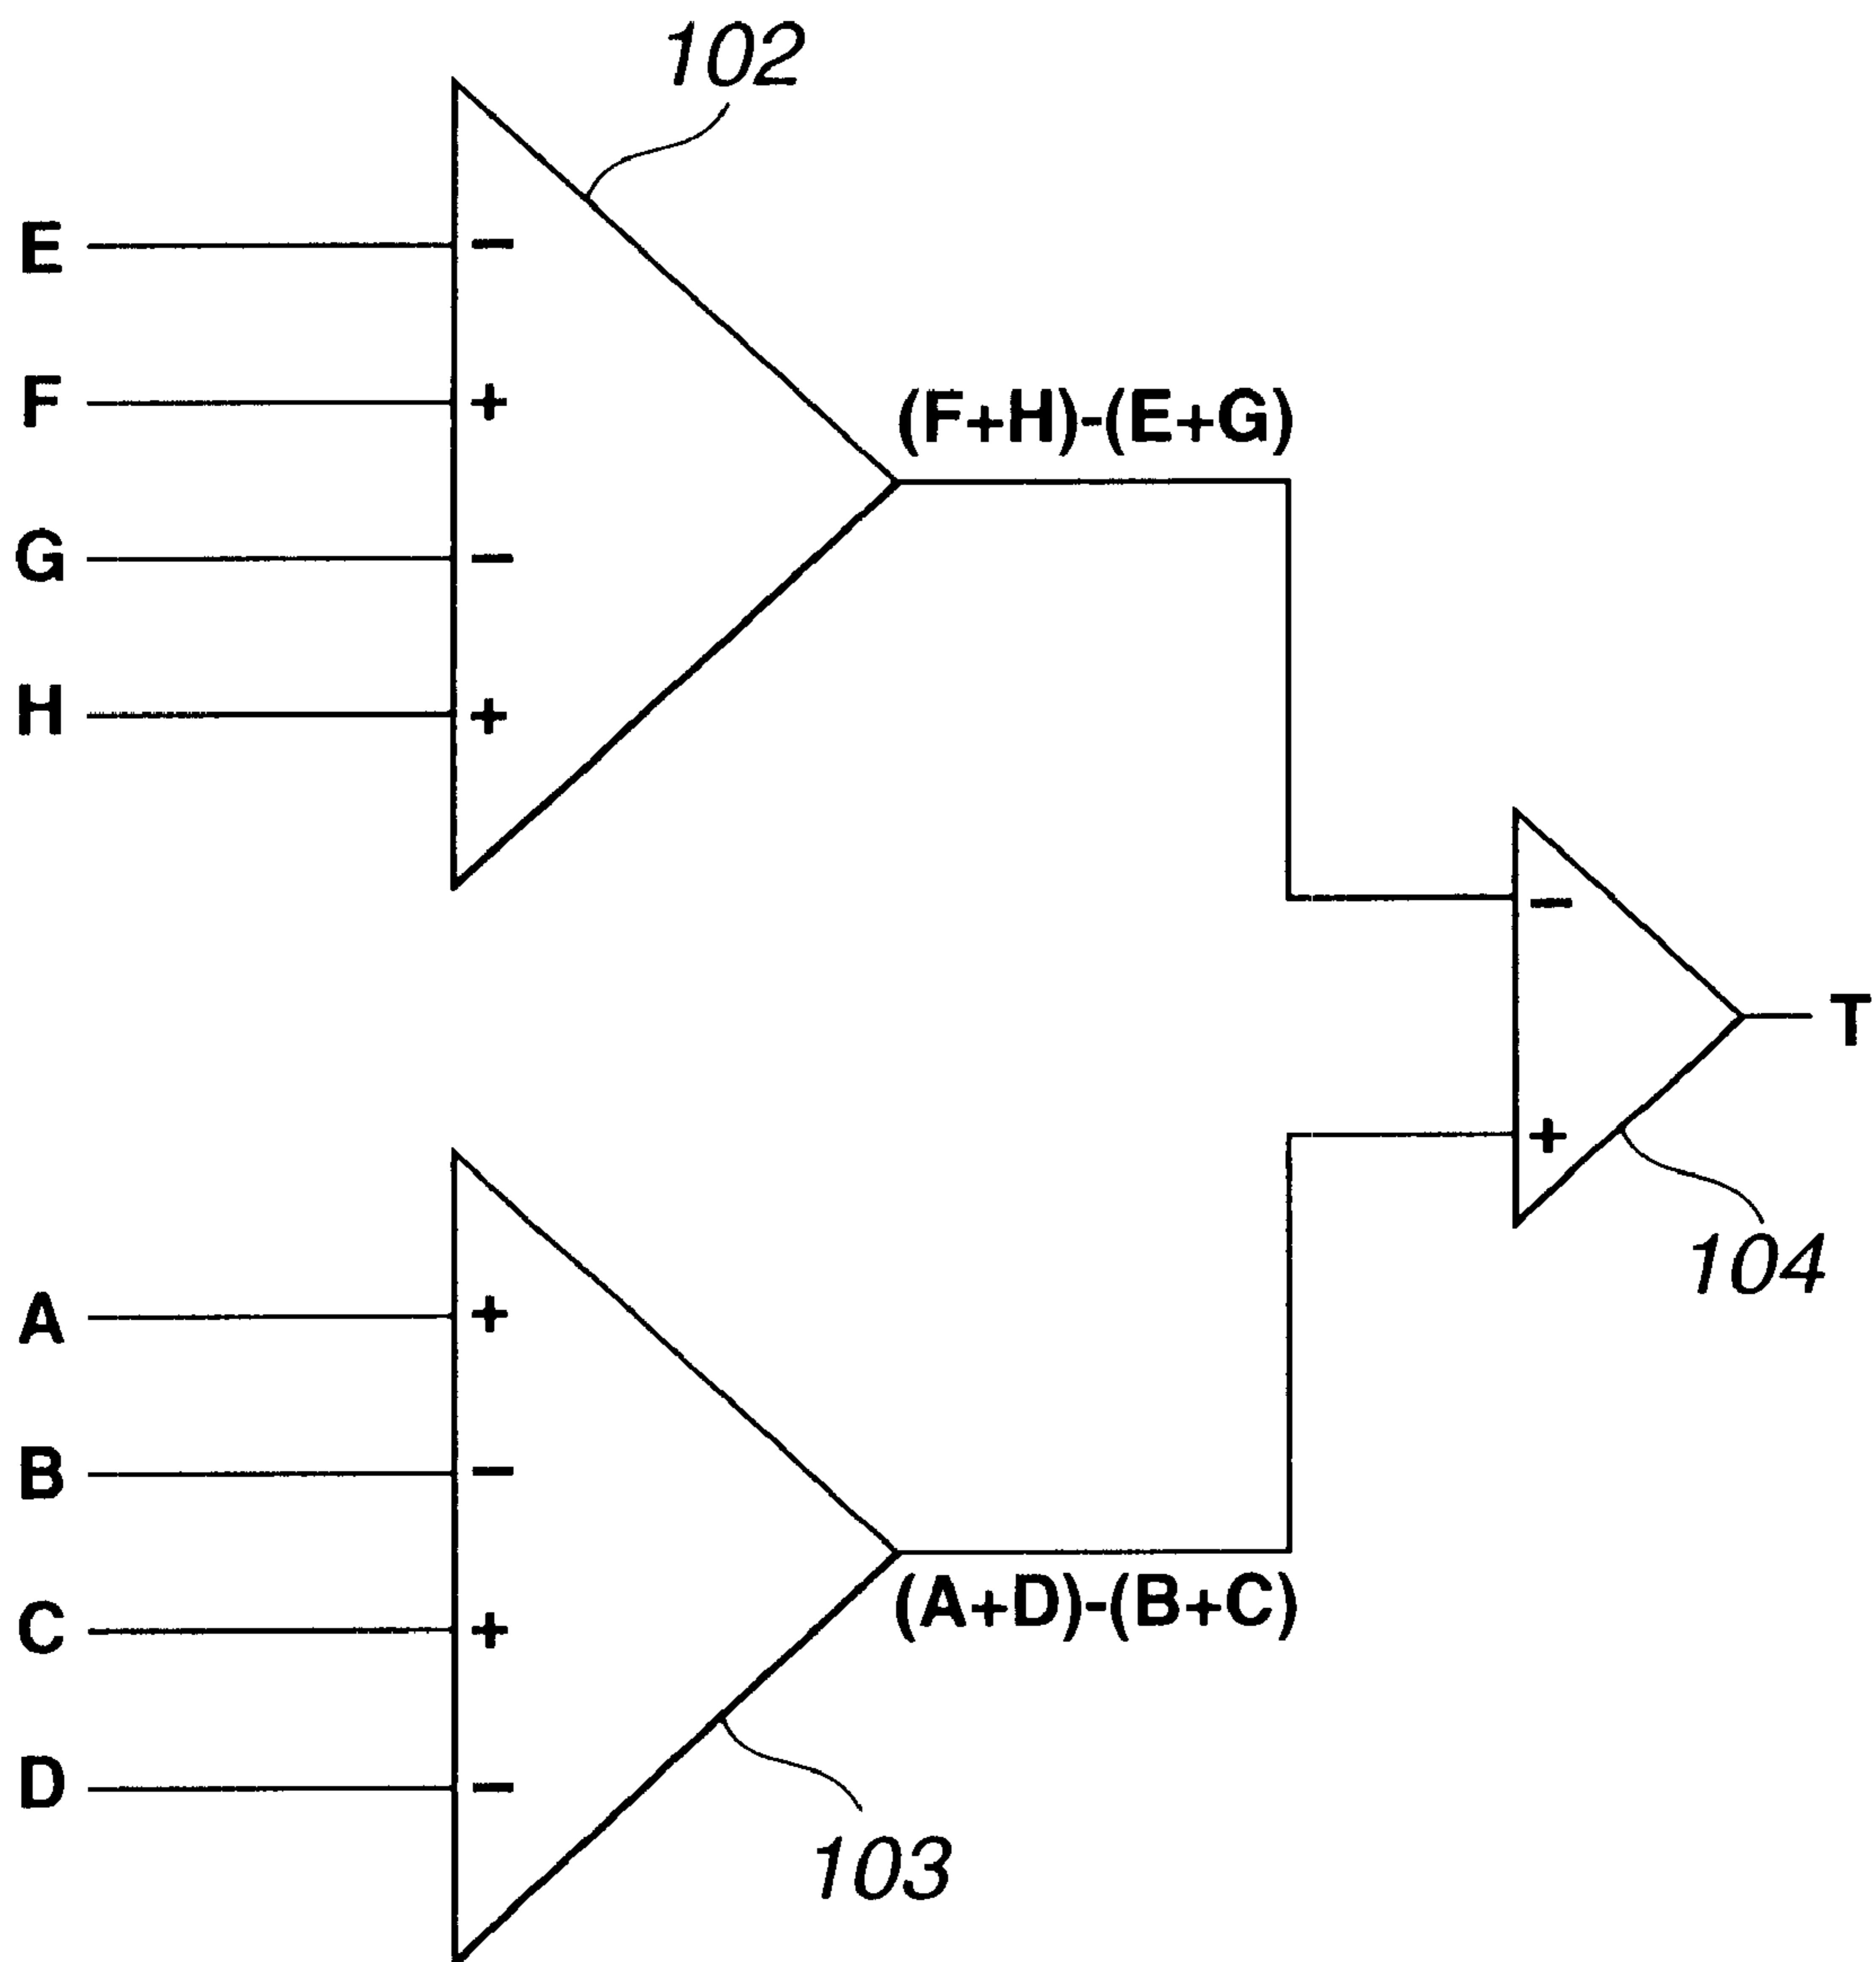 102
E −
F +
(F+H)-(E+G)
G −
H +
−
T
+
104
A +
B −
(A+D)-(B+C)
C +
D −
103